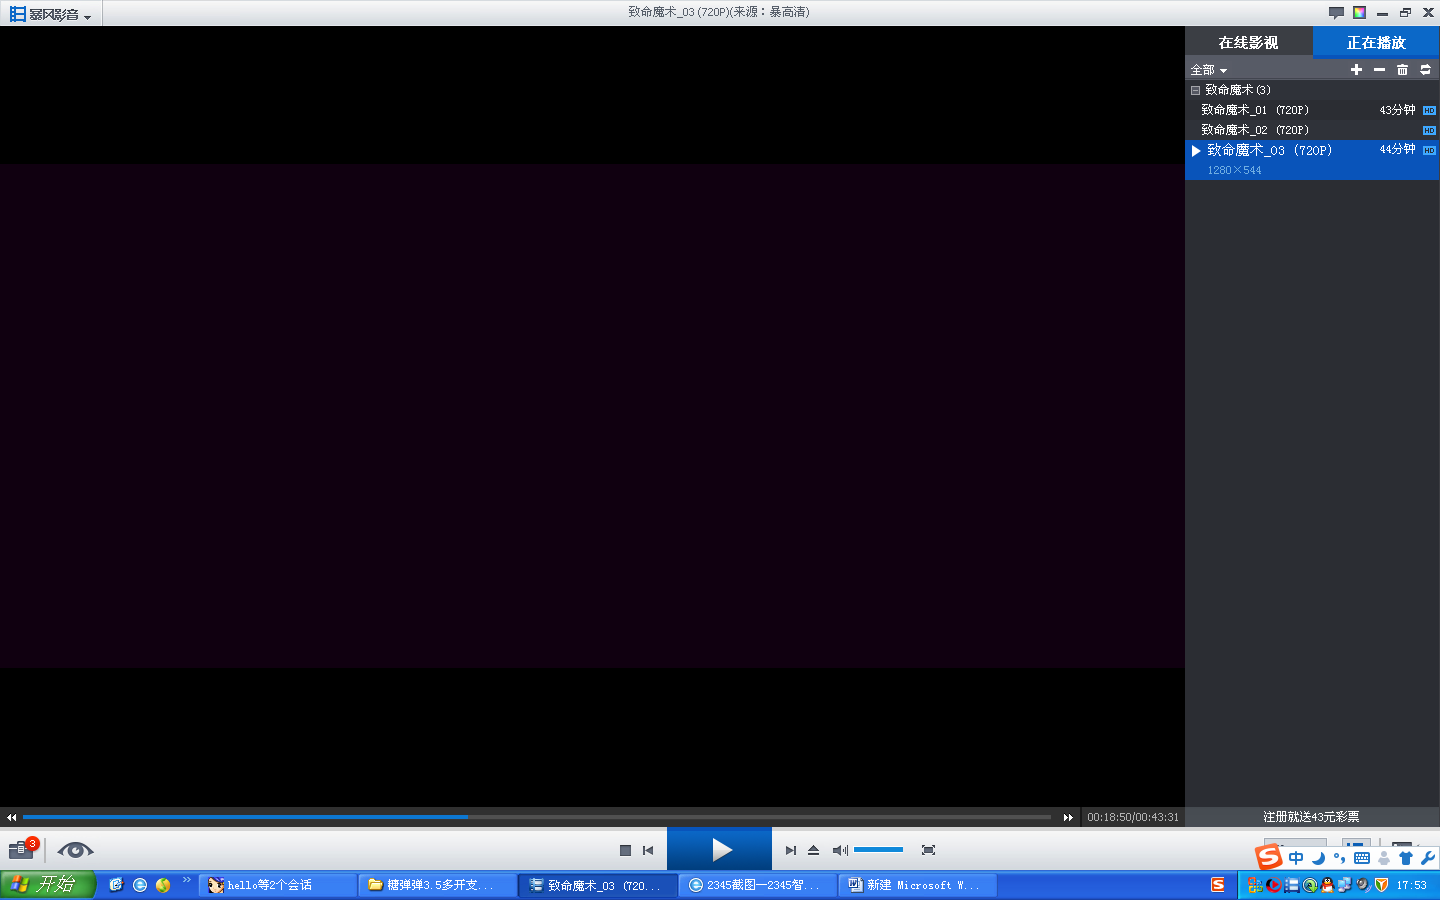 暴风影音
致命魔术_03 (720P)(来源：暴高清)
在线影视
正在播放
全部
致命魔术(3)
致命魔术_01 (720P) 43分钟 HD
致命魔术_02 (720P) HD
致命魔术_03 (720P) 44分钟 HD
1280×544
00:18:50/00:43:31
注册就送43元彩票
3
中
开始
hello等2个会话
糖弹弹3.5多开支...
致命魔术_03 (720...
2345截图—2345智...
新建 Microsoft W...
17:53